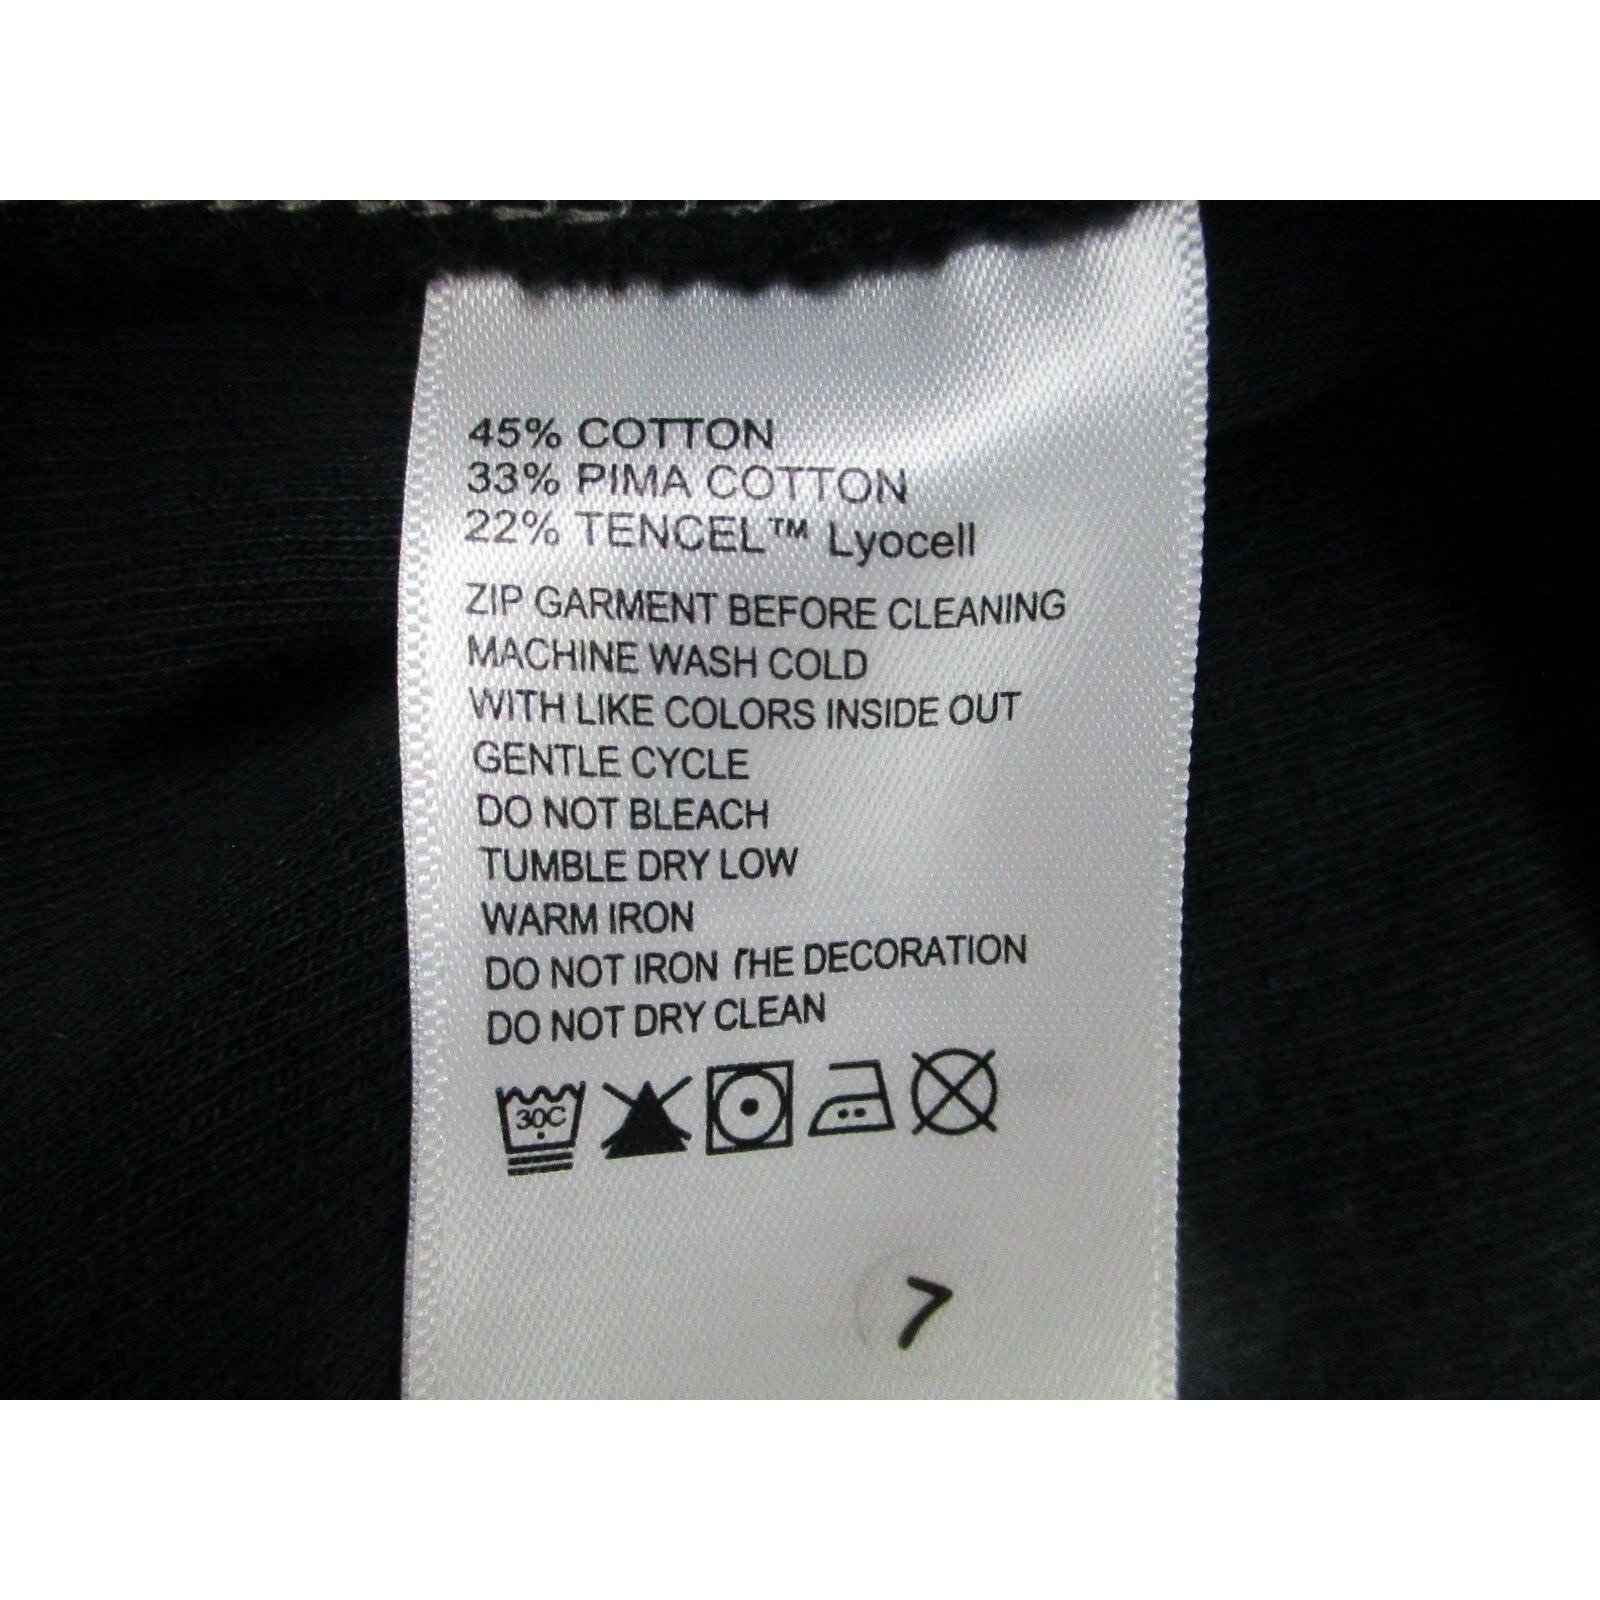 45% COTTON
33% PIMA COTTON
22% TENCEL™ Lyocell
ZIP GARMENT BEFORE CLEANING
MACHINE WASH COLD
WITH LIKE COLORS INSIDE OUT
GENTLE CYCLE
DO NOT BLEACH
TUMBLE DRY LOW
WARM IRON
DO NOT IRON THE DECORATION
DO NOT DRY CLEAN
30C
7